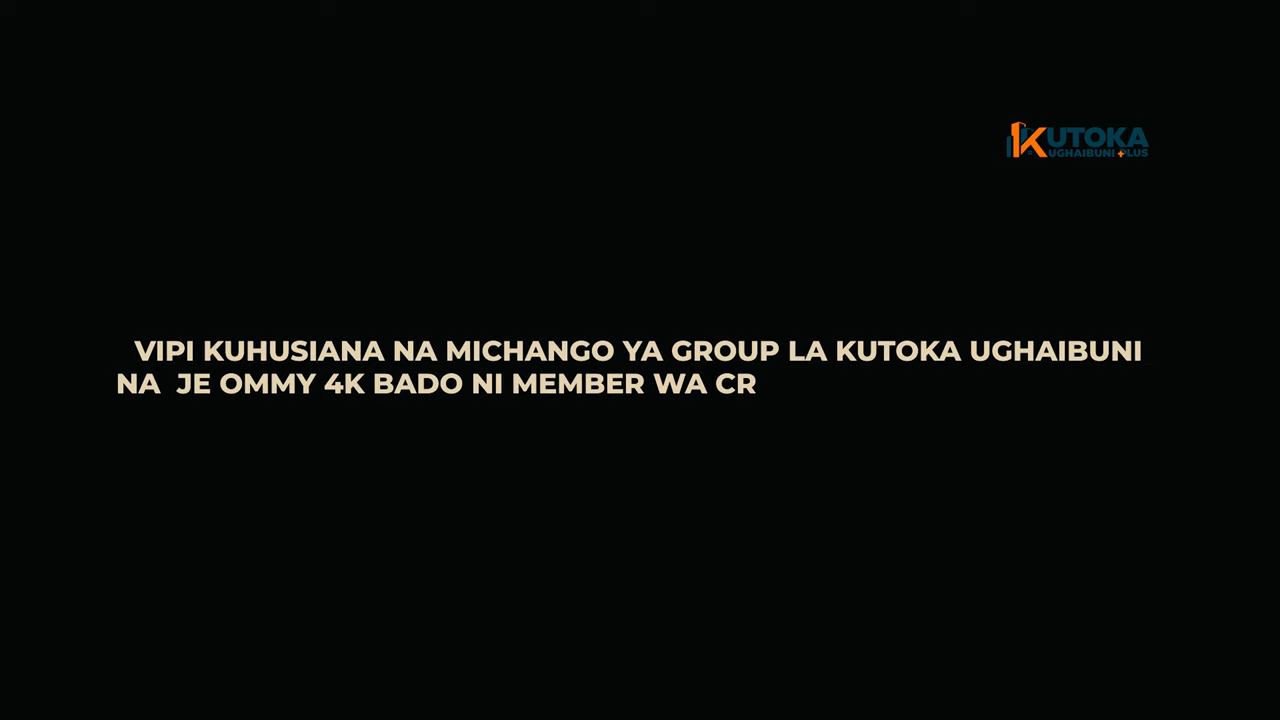 KUTOKA
UGHAIBUNI PLUS
VIPI KUHUSIANA NA MICHANGO YA GROUP LA KUTOKA UGHAIBUNI
NA JE OMMY 4K BADO NI MEMBER WA CR